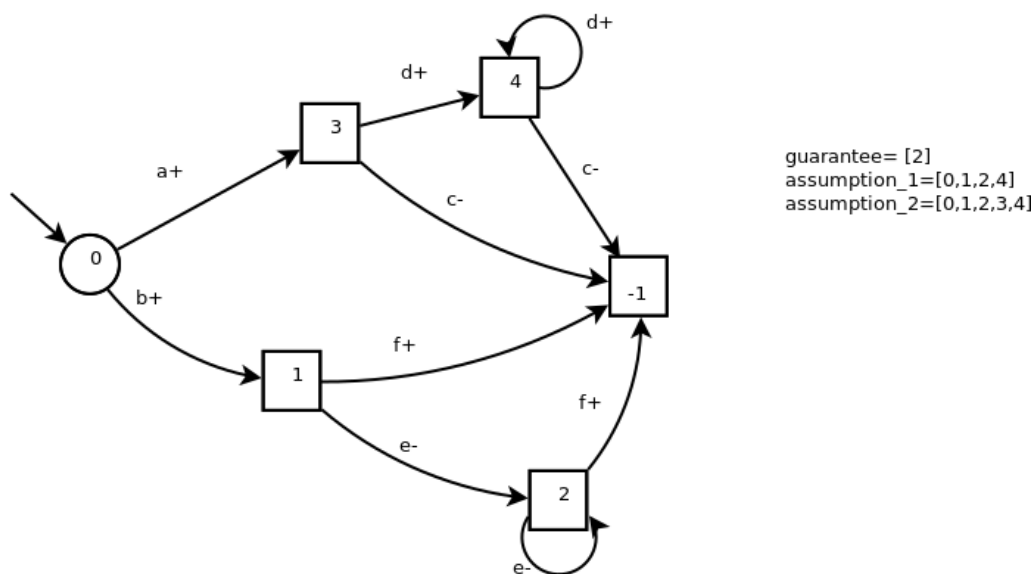 d+
4
d+
3
a+
c-
c-
guarantee= [2]
assumption_1=[0,1,2,4]
assumption_2=[0,1,2,3,4]
0
b+
-1
f+
1
e-
f+
2
e-